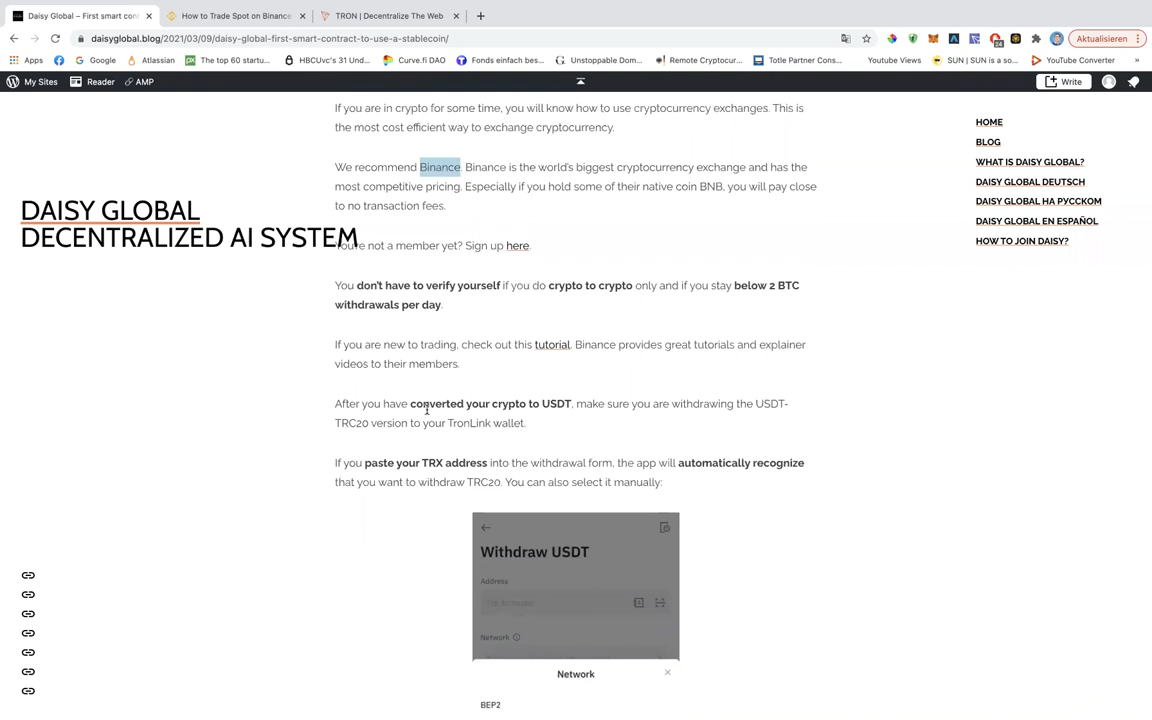 Daisy Global – First smart con
How to Trade Spot on Binance
TRON | Decentralize The Web
daisyglobal.blog/2021/03/09/daisy-global-first-smart-contract-to-use-a-stablecoin/
Aktualisieren
Apps
Google
Atlassian
The top 60 startu...
HBCUvc's 31 Und...
Curve.fi DAO
Fonds einfach bes...
Unstoppable Dom...
Remote Cryptocur...
Totle Partner Cons...
Youtube Views
SUN | SUN is a so...
YouTube Converter
»
My Sites
Reader
AMP
Write
If you are in crypto for some time, you will know how to use cryptocurrency exchanges. This is
the most cost efficient way to exchange cryptocurrency.
We recommend Binance. Binance is the world's biggest cryptocurrency exchange and has the
most competitive pricing. Especially if you hold some of their native coin BNB, you will pay close
to no transaction fees.
DAISY GLOBAL
DECENTRALIZED AI SYSTEM
You're not a member yet? Sign up here.
You don't have to verify yourself if you do crypto to crypto only and if you stay below 2 BTC
withdrawals per day.
If you are new to trading, check out this tutorial. Binance provides great tutorials and explainer
videos to their members.
After you have converted your crypto to USDT, make sure you are withdrawing the USDT-
TRC20 version to your TronLink wallet.
If you paste your TRX address into the withdrawal form, the app will automatically recognize
that you want to withdraw TRC20. You can also select it manually:
Withdraw USDT
Address
Network
Network
BEP2
HOME
BLOG
WHAT IS DAISY GLOBAL?
DAISY GLOBAL DEUTSCH
DAISY GLOBAL НА РУССКОМ
DAISY GLOBAL EN ESPAÑOL
HOW TO JOIN DAISY?